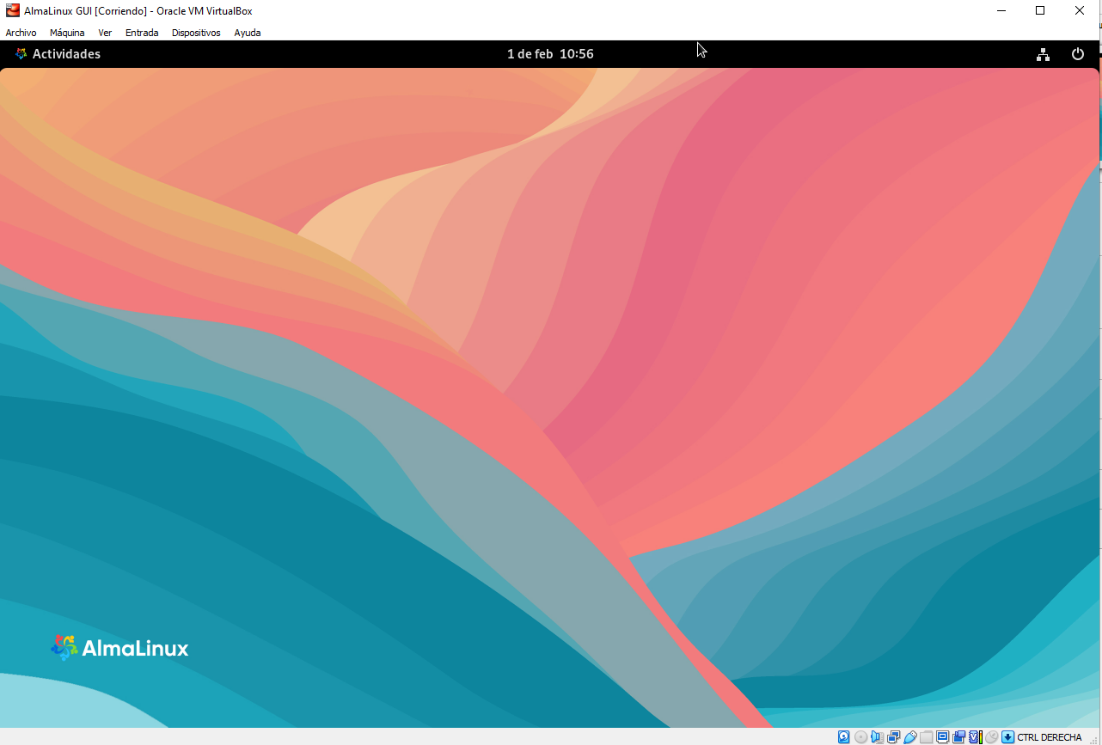 AlmaLinux GUI [Corriendo] - Oracle VM VirtualBox
Archivo Máquina Ver Entrada Dispositivos Ayuda
Actividades 1 de feb 10:56
AlmaLinux
CTRL DERECHA